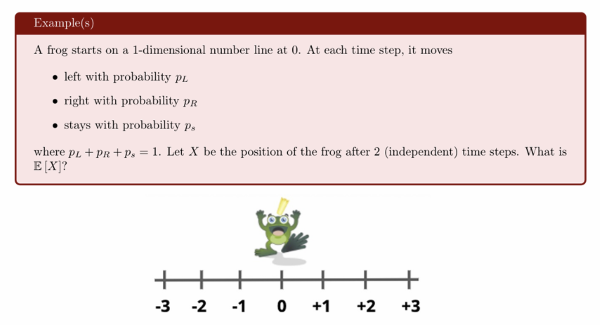 Example(s)
A frog starts on a 1-dimensional number line at 0. At each time step, it moves
• left with probability $p_L$
• right with probability $p_R$
• stays with probability $p_s$
where $p_L + p_R + p_s = 1$. Let $X$ be the position of the frog after 2 (independent) time steps. What is
$\mathbb{E}[X]$?
-3 -2 -1 0 +1 +2 +3